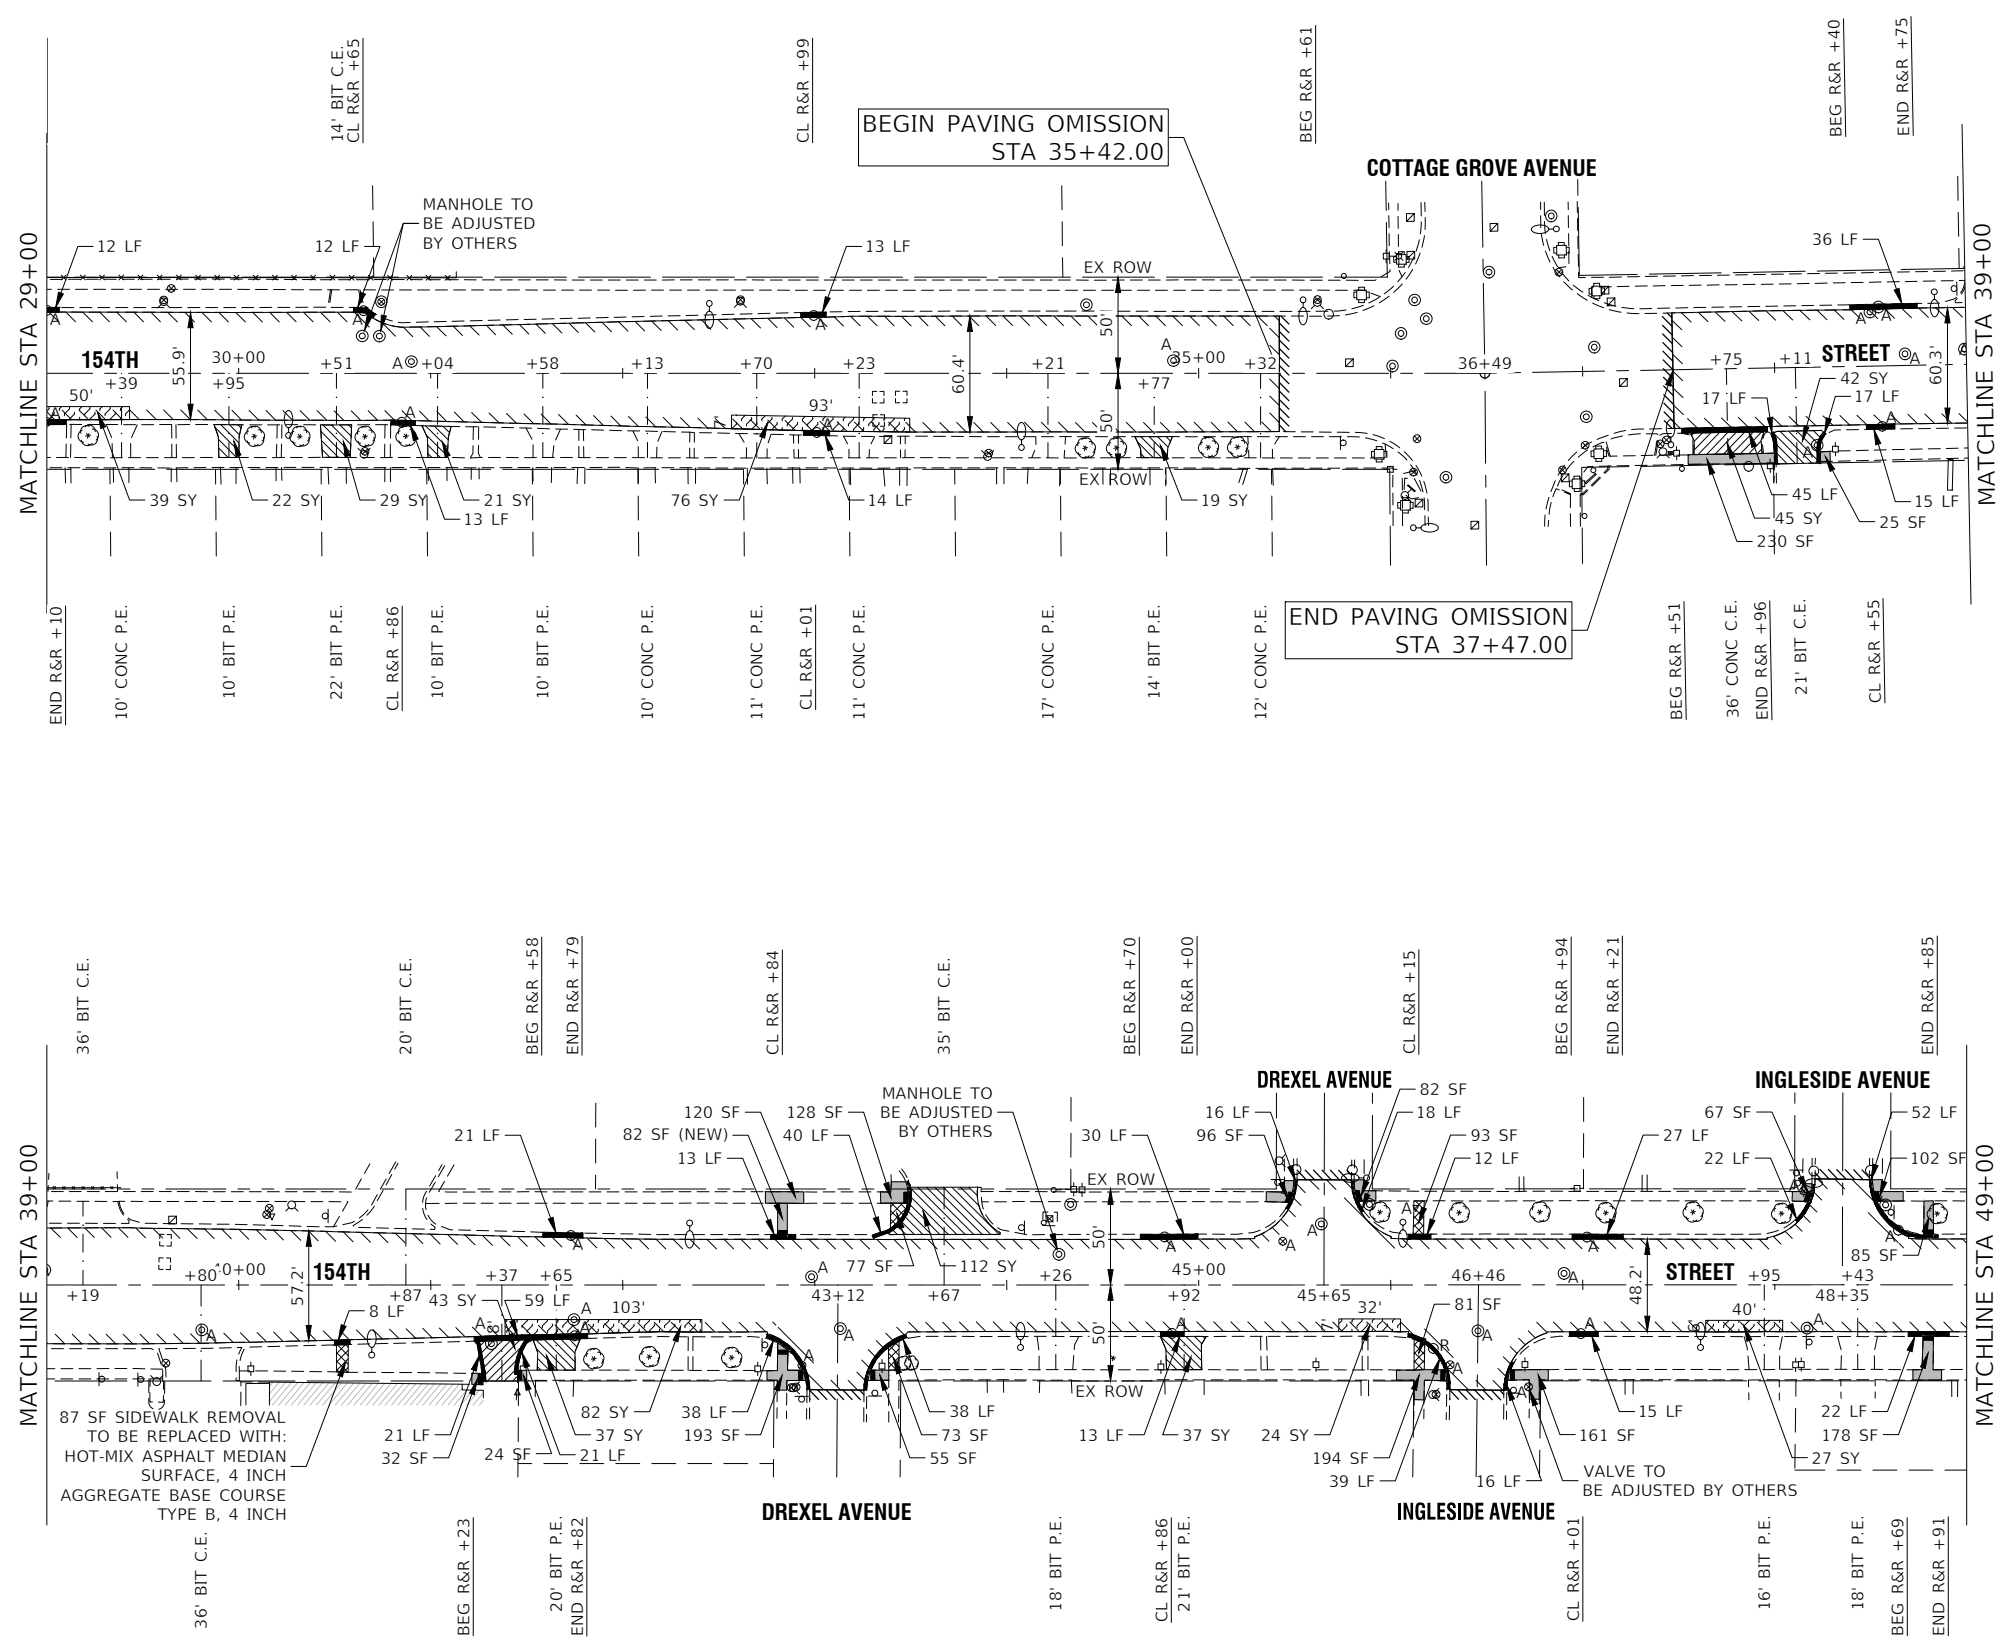 14' BIT C.E.
CL R&R +65
CL R&R +99
BEG R&R +61
BEG R&R +40
END R&R +75
BEGIN PAVING OMISSION
STA 35+42.00
COTTAGE GROVE AVENUE
MANHOLE TO
BE ADJUSTED
BY OTHERS
MATCHLINE STA 29+00
MATCHLINE STA 39+00
12 LF
12 LF
13 LF
36 LF
EX ROW
A
A
A
A
A
50'
154TH
55.9'
30+00
+51
A
+04
+58
+13
+70
+23
60.4'
+21
A
35+00
+32
36+49
+75
+11
STREET
A
60.3'
+39
+95
+77
50'
93'
50'
42 SY
17 LF
17 LF
A
A
A
A
A
EX ROW
39 SY
22 SY
29 SY
21 SY
13 LF
76 SY
14 LF
19 SY
45 LF
45 SY
230 SF
15 LF
25 SF
END PAVING OMISSION
STA 37+47.00
END R&R +10
10' CONC P.E.
10' BIT P.E.
22' BIT P.E.
CL R&R +86
10' BIT P.E.
10' BIT P.E.
10' CONC P.E.
11' CONC P.E.
CL R&R +01
11' CONC P.E.
17' CONC P.E.
14' BIT P.E.
12' CONC P.E.
BEG R&R +51
36' CONC C.E.
END R&R +96
21' BIT C.E.
CL R&R +55
36' BIT C.E.
20' BIT C.E.
BEG R&R +58
END R&R +79
CL R&R +84
35' BIT C.E.
BEG R&R +70
END R&R +00
CL R&R +15
BEG R&R +94
END R&R +21
END R&R +85
DREXEL AVENUE
INGLESIDE AVENUE
MANHOLE TO
BE ADJUSTED
BY OTHERS
MATCHLINE STA 39+00
MATCHLINE STA 49+00
21 LF
120 SF
82 SF (NEW)
13 LF
128 SF
40 LF
30 LF
16 LF
96 SF
82 SF
18 LF
93 SF
12 LF
27 LF
67 SF
22 LF
52 LF
102 SF
EX ROW
A
A
A
A
A
A
A
77 SF
112 SY
50'
85 SF
+80
40+00
154TH
57.2'
+37
+65
A
43+12
+67
+26
45+00
45+65
46+46
A
48.2'
STREET
+95
48+35
+43
+19
+87
+92
8 LF
43 SY
59 LF
103'
81 SF
32'
40'
A
A
A
A
A
A
A
A
A
A
R
A
A
50'
EX ROW
87 SF SIDEWALK REMOVAL
TO BE REPLACED WITH:
HOT-MIX ASPHALT MEDIAN
SURFACE, 4 INCH
AGGREGATE BASE COURSE
TYPE B, 4 INCH
21 LF
32 SF
24 SF
82 SY
37 SY
21 LF
38 LF
193 SF
38 LF
73 SF
55 SF
13 LF
37 SY
24 SY
194 SF
39 LF
16 LF
15 LF
161 SF
VALVE TO
BE ADJUSTED BY OTHERS
22 LF
178 SF
27 SY
DREXEL AVENUE
INGLESIDE AVENUE
36' BIT C.E.
BEG R&R +23
20' BIT P.E.
END R&R +82
18' BIT P.E.
CL R&R +86
21' BIT P.E.
CL R&R +01
16' BIT P.E.
18' BIT P.E.
BEG R&R +69
END R&R +91